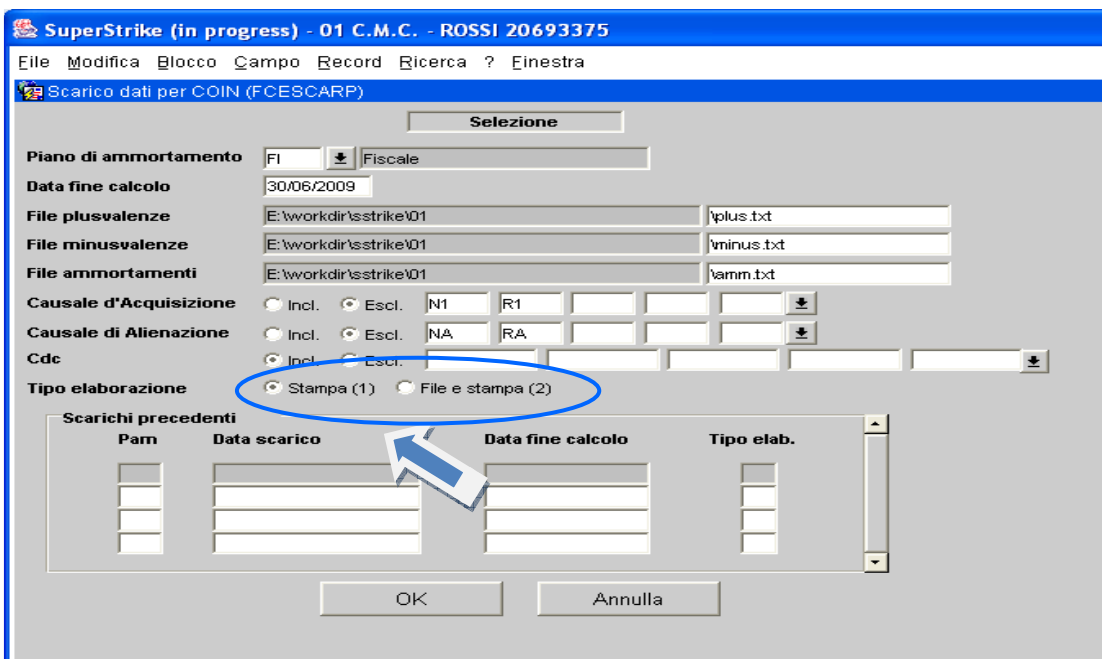 SuperStrike (in progress) - 01 C.M.C. - ROSSI 20693375
File Modifica Blocco Campo Record Ricerca ? Finestra
Scarico dati per COIN (FCESCARP)
Selezione
Piano di ammortamento FI Fiscale
Data fine calcolo 30/06/2009
File plusvalenze E:\workdir\sstrike\01 \plus.txt
File minusvalenze E:\workdir\sstrike\01 \minus.txt
File ammortamenti E:\workdir\sstrike\01 \amm.txt
Causale d'Acquisizione Incl. Escl. N1 R1
Causale di Alienazione Incl. Escl. NA RA
Cdc Incl. Escl.
Tipo elaborazione Stampa (1) File e stampa (2)
Scarichi precedenti
Pam Data scarico Data fine calcolo Tipo elab.
OK Annulla